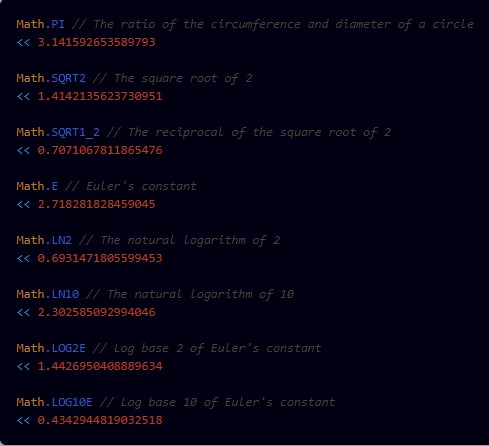 Math.PI // The ratio of the circumference and diameter of a circle
<< 3.141592653589793
Math.SQRT2 // The square root of 2
<< 1.4142135623730951
Math.SQRT1_2 // The reciprocal of the square root of 2
<< 0.7071067811865476
Math.E // Euler's constant
<< 2.718281828459045
Math.LN2 // The natural logarithm of 2
<< 0.6931471805599453
Math.LN10 // The natural logarithm of 10
<< 2.302585092994046
Math.LOG2E // Log base 2 of Euler's constant
<< 1.4426950408889634
Math.LOG10E // Log base 10 of Euler's constant
<< 0.4342944819032518